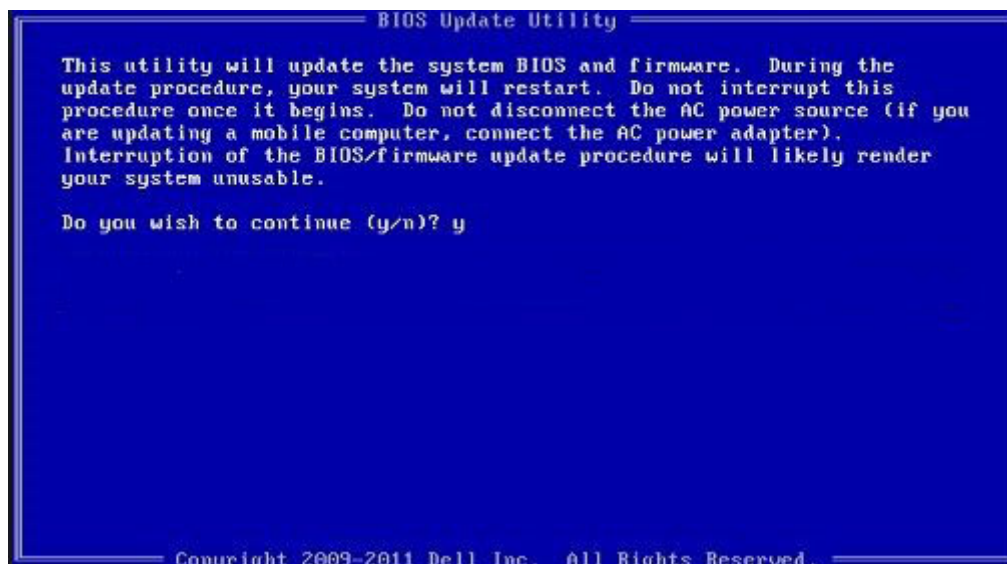 BIOS Update Utility
This utility will update the system BIOS and firmware.  During the
update procedure, your system will restart.  Do not interrupt this
procedure once it begins.  Do not disconnect the AC power source (if you
are updating a mobile computer, connect the AC power adapter).
Interruption of the BIOS/firmware update procedure will likely render
your system unusable.
Do you wish to continue (y/n)? y
Copyright 2009-2011 Dell Inc.  All Rights Reserved.